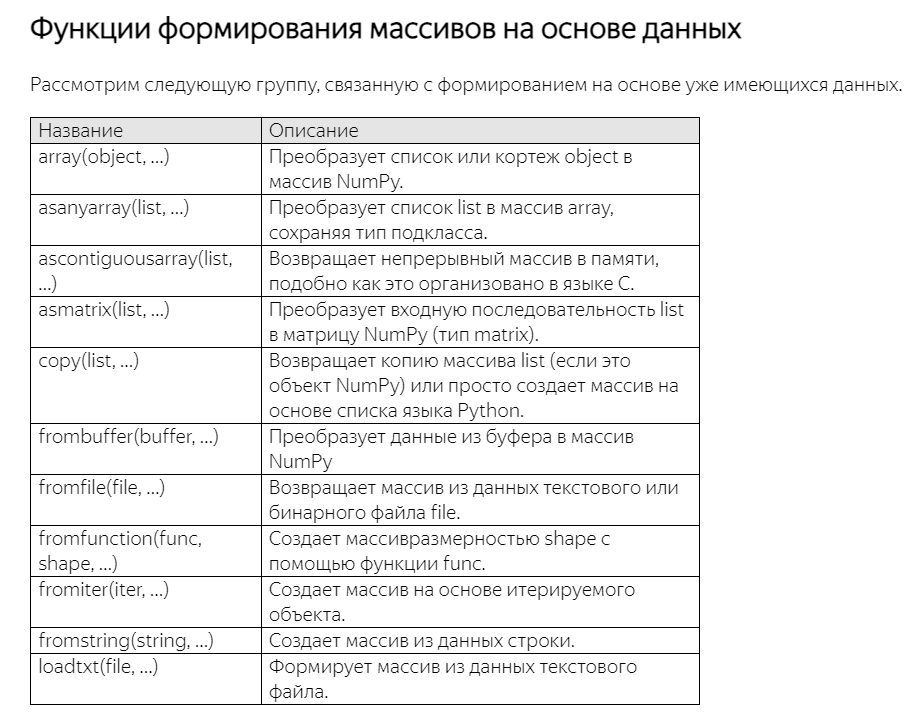 Функции формирования массивов на основе данных
Рассмотрим следующую группу, связанную с формированием на основе уже имеющихся данных.
Название
Описание
array(object, ...)
Преобразует список или кортеж object в
массив NumPy.
asanyarray(list, ...)
Преобразует список list в массив array,
сохраняя тип подкласса.
ascontiguousarray(list,
...)
Возвращает непрерывный массив в памяти,
подобно как это организовано в языке C.
asmatrix(list, ...)
Преобразует входную последовательность list
в матрицу NumPy (тип matrix).
copy(list, ...)
Возвращает копию массива list (если это
объект NumPy) или просто создает массив на
основе списка языка Python.
frombuffer(buffer, ...)
Преобразует данные из буфера в массив
NumPy
fromfile(file, ...)
Возвращает массив из данных текстового или
бинарного файла file.
fromfunction(func,
shape, ...)
Создает массивразмерностью shape с
помощью функции func.
fromiter(iter, ...)
Создает массив на основе итерируемого
объекта.
fromstring(string, ...)
Создает массив из данных строки.
loadtxt(file, ...)
Формирует массив из данных текстового
файла.